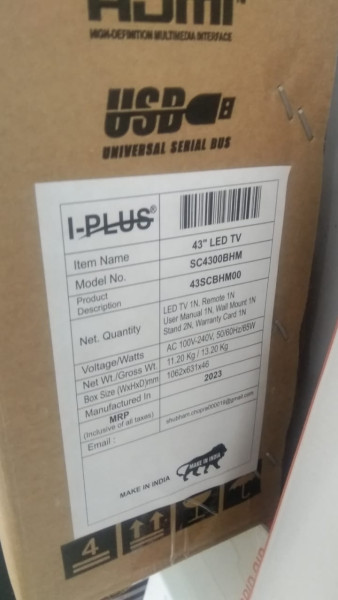 HDMI
HIGH-DEFINITION MULTIMEDIA INTERFACE
USB
UNIVERSAL SERIAL BUS
I-PLUS®
Item Name 43" LED TV
Model No. SC4300BHM
Product Description 43SCBHM00
Net. Quantity LED TV 1N, Remote 1N
User Manual 1N, Wall Mount 1N
Stand 2N, Warranty Card 1N
Voltage/Watts AC 100V-240V, 50/60Hz/65W
Net Wt./Gross Wt. 11.20 Kg / 13.20 Kg
Box Size (WxHxD)mm 1062x631x46
Manufactured In 2023
MRP
(Inclusive of all taxes)
Email :
MAKE IN INDIA
MAKE IN INDIA
4